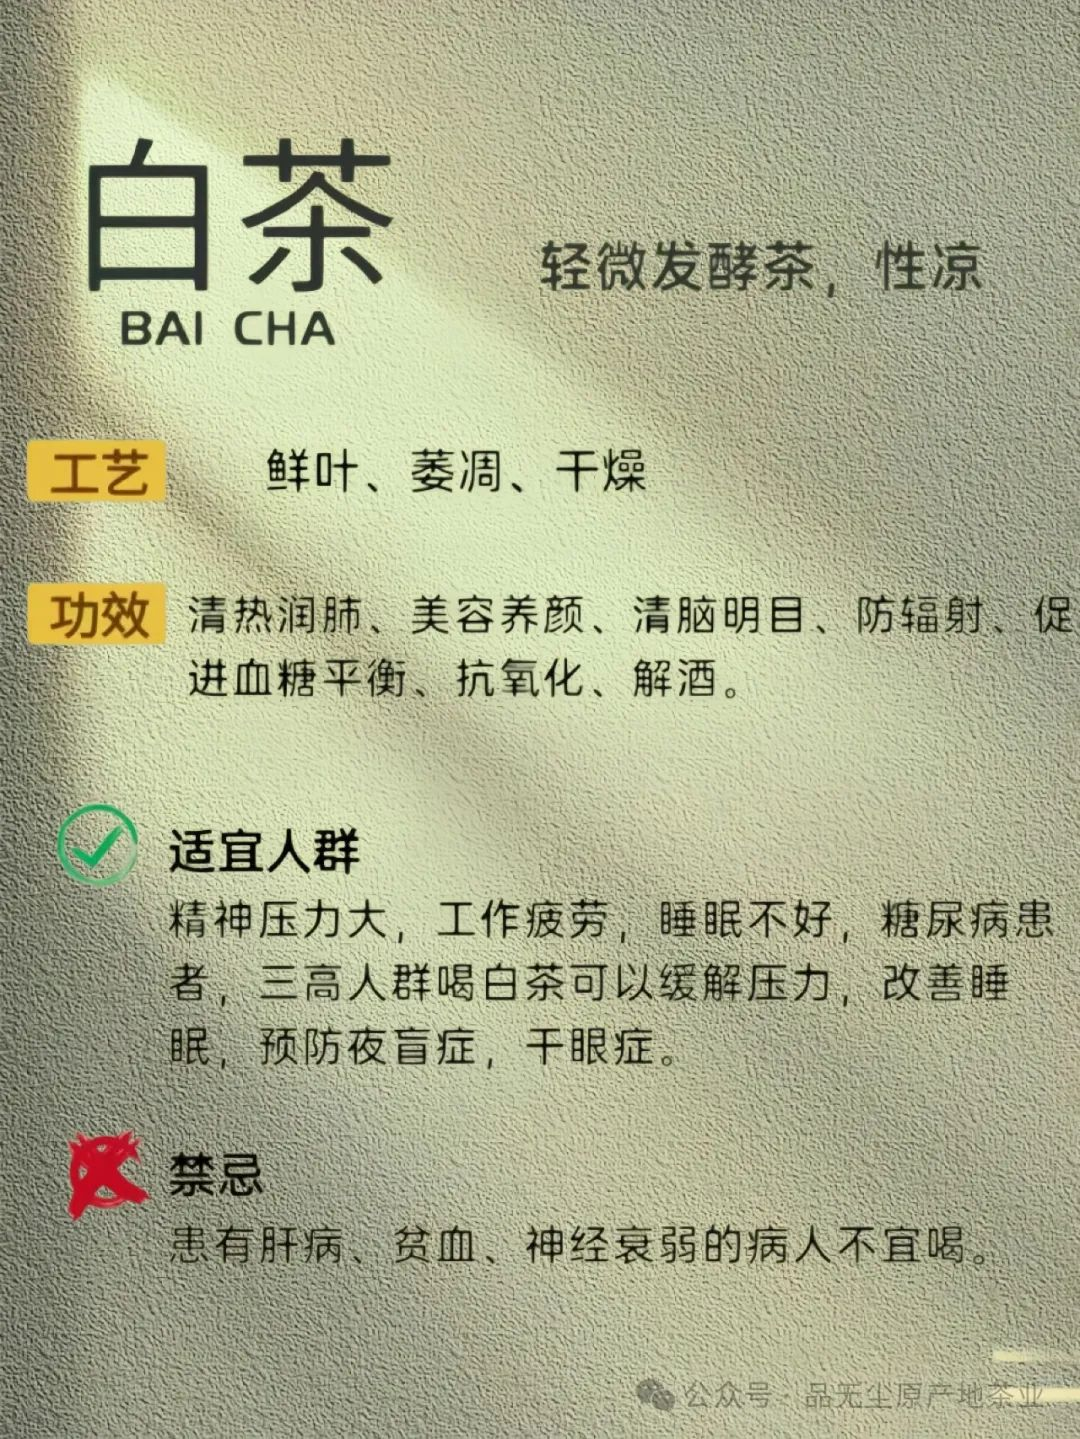 白茶
BAI CHA
轻微发酵茶，性凉
工艺
鲜叶、萎凋、干燥
功效
清热润肺、美容养颜、清脑明目、防辐射、促
进血糖平衡、抗氧化、解酒。
适宜人群
精神压力大，工作疲劳，睡眠不好，糖尿病患
者，三高人群喝白茶可以缓解压力，改善睡
眠，预防夜盲症，干眼症。
禁忌
患有肝病、贫血、神经衰弱的病人不宜喝。
公众号·品无尘原产地茶业